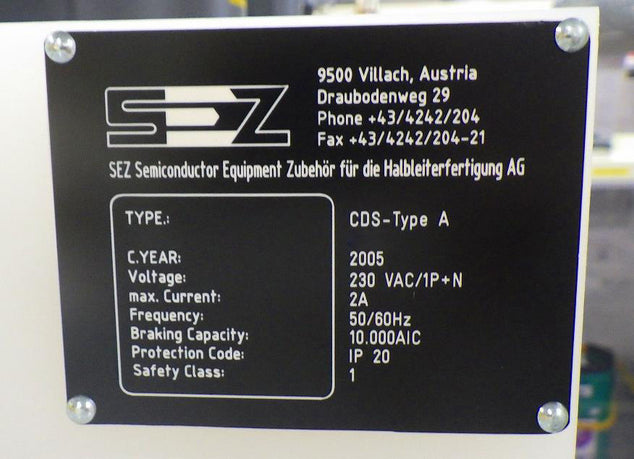 SEZ
9500 Villach, Austria
Draubodenweg 29
Phone +43/4242/204
Fax +43/4242/204-21
SEZ Semiconductor Equipment Zubehör für die Halbleiterfertigung AG
TYPE.: CDS-Type A
C.YEAR: 2005
Voltage: 230 VAC/1P+N
max. Current: 2A
Frequency: 50/60Hz
Braking Capacity: 10.000AIC
Protection Code: IP 20
Safety Class: 1